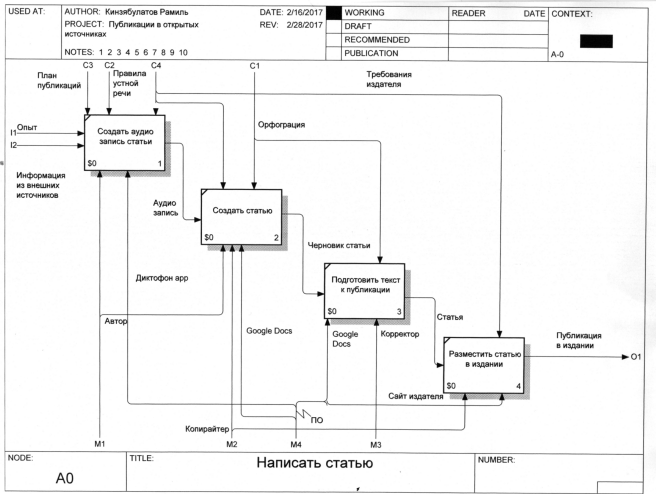 USED AT:
AUTHOR: Кинзябулатов Рамиль
DATE: 2/16/2017
WORKING
READER
DATE
CONTEXT:
PROJECT: Публикации в открытых
источниках
REV: 2/28/2017
DRAFT
RECOMMENDED
NOTES: 1 2 3 4 5 6 7 8 9 10
PUBLICATION
A-0
C3
C2
C4
C1
План
публикаций
Правила
устной
речи
Требования
издателя
Орфограция
I1
Опыт
I2
Создать аудио
запись статьи
$0
1
Информация
из внешних
источников
Аудио
запись
Создать статью
$0
2
Черновик статьи
Диктофон app
Подготовить текст
к публикации
$0
3
Автор
Google Docs
Google
Docs
Корректор
Статья
Публикация
в издании
O1
Разместить статью
в издании
$0
4
Сайт издателя
ПО
Копирайтер
M1
M2
M4
M3
NODE:
A0
TITLE:
Написать статью
NUMBER: